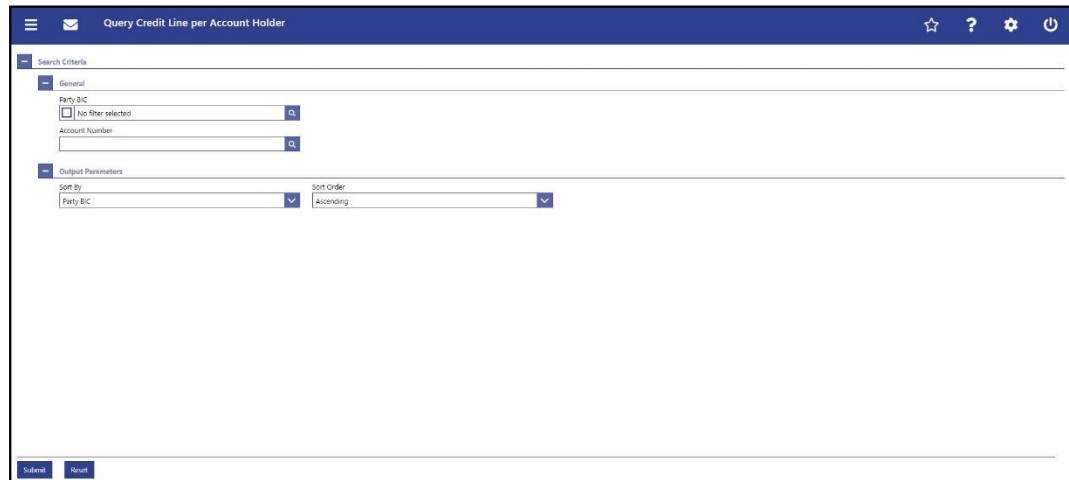 Query Credit Line per Account Holder
Search Criteria
General
Party BIC
No filter selected
Account Number
Output Parameters
Sort By Sort Order
Party BIC Ascending
Submit Reset